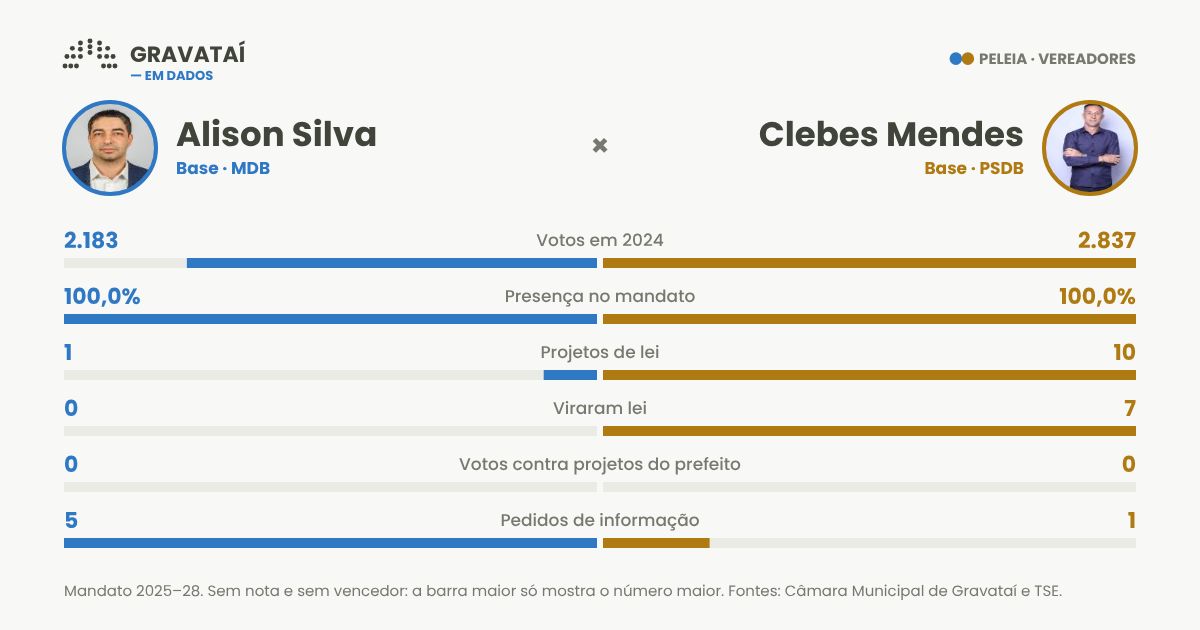 GRAVATAÍ
— EM DADOS
PELEIA · VEREADORES
Alison Silva
Base · MDB
×
Clebes Mendes
Base · PSDB
2.183 Votos em 2024 2.837
100,0% Presença no mandato 100,0%
1 Projetos de lei 10
0 Viraram lei 7
0 Votos contra projetos do prefeito 0
5 Pedidos de informação 1
Mandato 2025–28. Sem nota e sem vencedor: a barra maior só mostra o número maior. Fontes: Câmara Municipal de Gravataí e TSE.